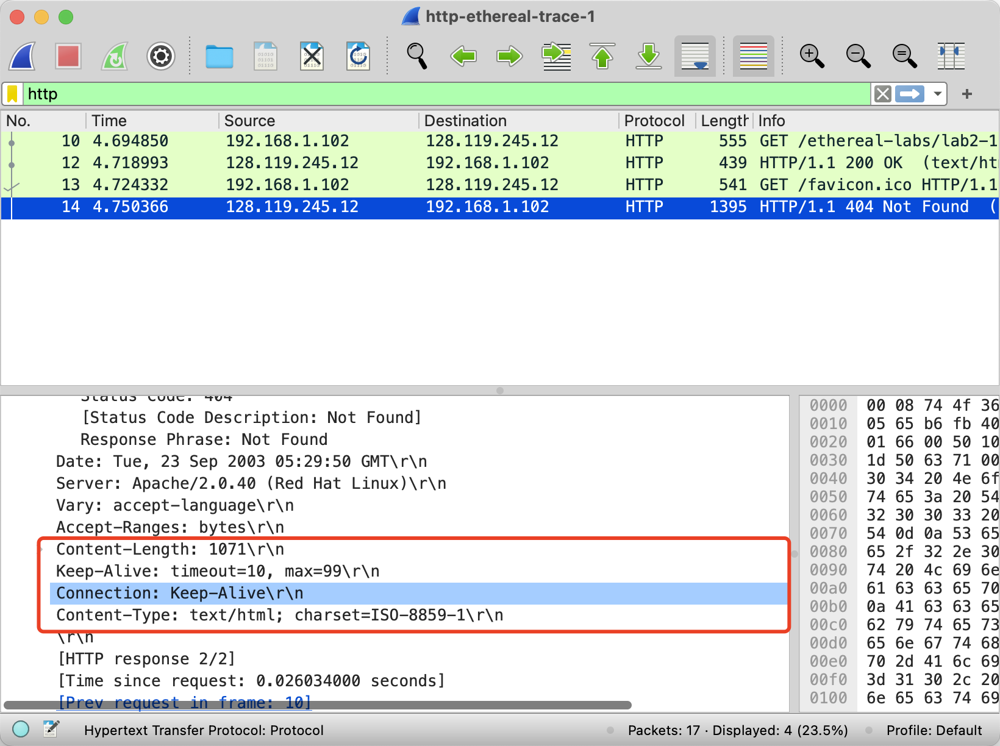 http-ethereal-trace-1
http
No. Time Source Destination Protocol Length Info
10 4.694850 192.168.1.102 128.119.245.12 HTTP 555 GET /ethereal-labs/lab2-1
12 4.718993 128.119.245.12 192.168.1.102 HTTP 439 HTTP/1.1 200 OK (text/ht
13 4.724332 192.168.1.102 128.119.245.12 HTTP 541 GET /favicon.ico HTTP/1.1
14 4.750366 128.119.245.12 192.168.1.102 HTTP 1395 HTTP/1.1 404 Not Found (
Status Code: 404
[Status Code Description: Not Found]
Response Phrase: Not Found
Date: Tue, 23 Sep 2003 05:29:50 GMT\r\n
Server: Apache/2.0.40 (Red Hat Linux)\r\n
Vary: accept-language\r\n
Accept-Ranges: bytes\r\n
Content-Length: 1071\r\n
Keep-Alive: timeout=10, max=99\r\n
Connection: Keep-Alive\r\n
Content-Type: text/html; charset=ISO-8859-1\r\n
\r\n
[HTTP response 2/2]
[Time since request: 0.026034000 seconds]
[Prev request in frame: 10]
0000 00 08 74 4f 36
0010 05 65 b6 fb 40
0020 01 66 00 50 10
0030 1d 50 63 71 00
0040 30 34 20 4e 6f
0050 74 65 3a 20 54
0060 32 30 30 33 20
0070 54 0d 0a 53 65
0080 65 2f 32 2e 30
0090 74 20 4c 69 6e
00a0 61 63 63 65 70
00b0 0a 41 63 63 65
00c0 62 79 74 65 73
00d0 65 6e 67 74 68
00e0 70 2d 41 6c 69
00f0 3d 31 30 2c 20
0100 6e 65 63 74 69
Hypertext Transfer Protocol: Protocol
Packets: 17 · Displayed: 4 (23.5%)
Profile: Default